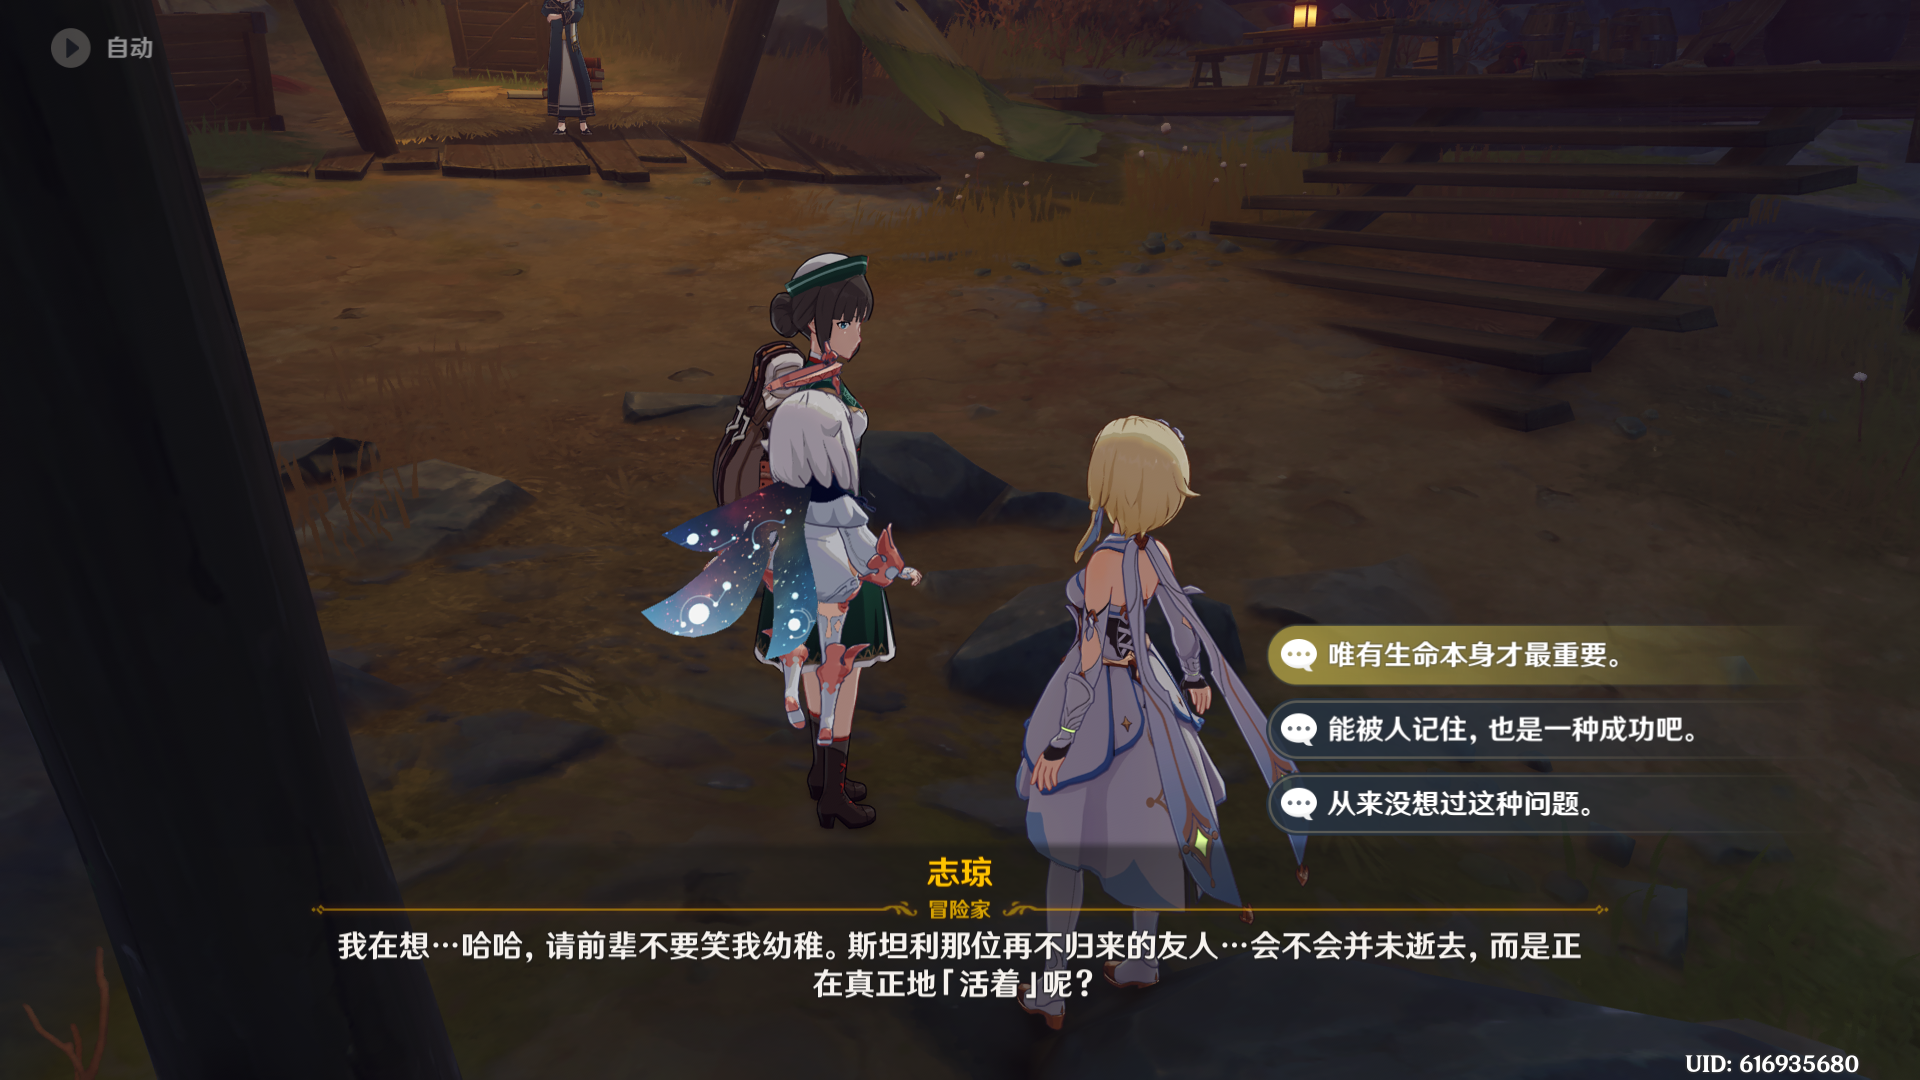 自动
唯有生命本身才最重要。
能被人记住，也是一种成功吧。
从来没想过这种问题。
志琼
冒险家
我在想…哈哈，请前辈不要笑我幼稚。斯坦利那位再不归来的友人…会不会并未逝去，而是正
在真正地「活着」呢？
UID: 616935680